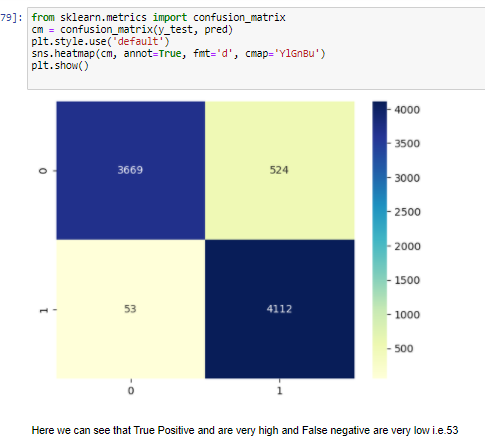 79]: from sklearn.metrics import confusion_matrix
cm = confusion_matrix(y_test, pred)
plt.style.use('default')
sns.heatmap(cm, annot=True, fmt='d', cmap='YlGnBu')
plt.show()
4000
3500
3000
2500
2000
1500
1000
500
0 3669 524
1 53 4112
0 1
Here we can see that True Positive and are very high and False negative are very low i.e.53